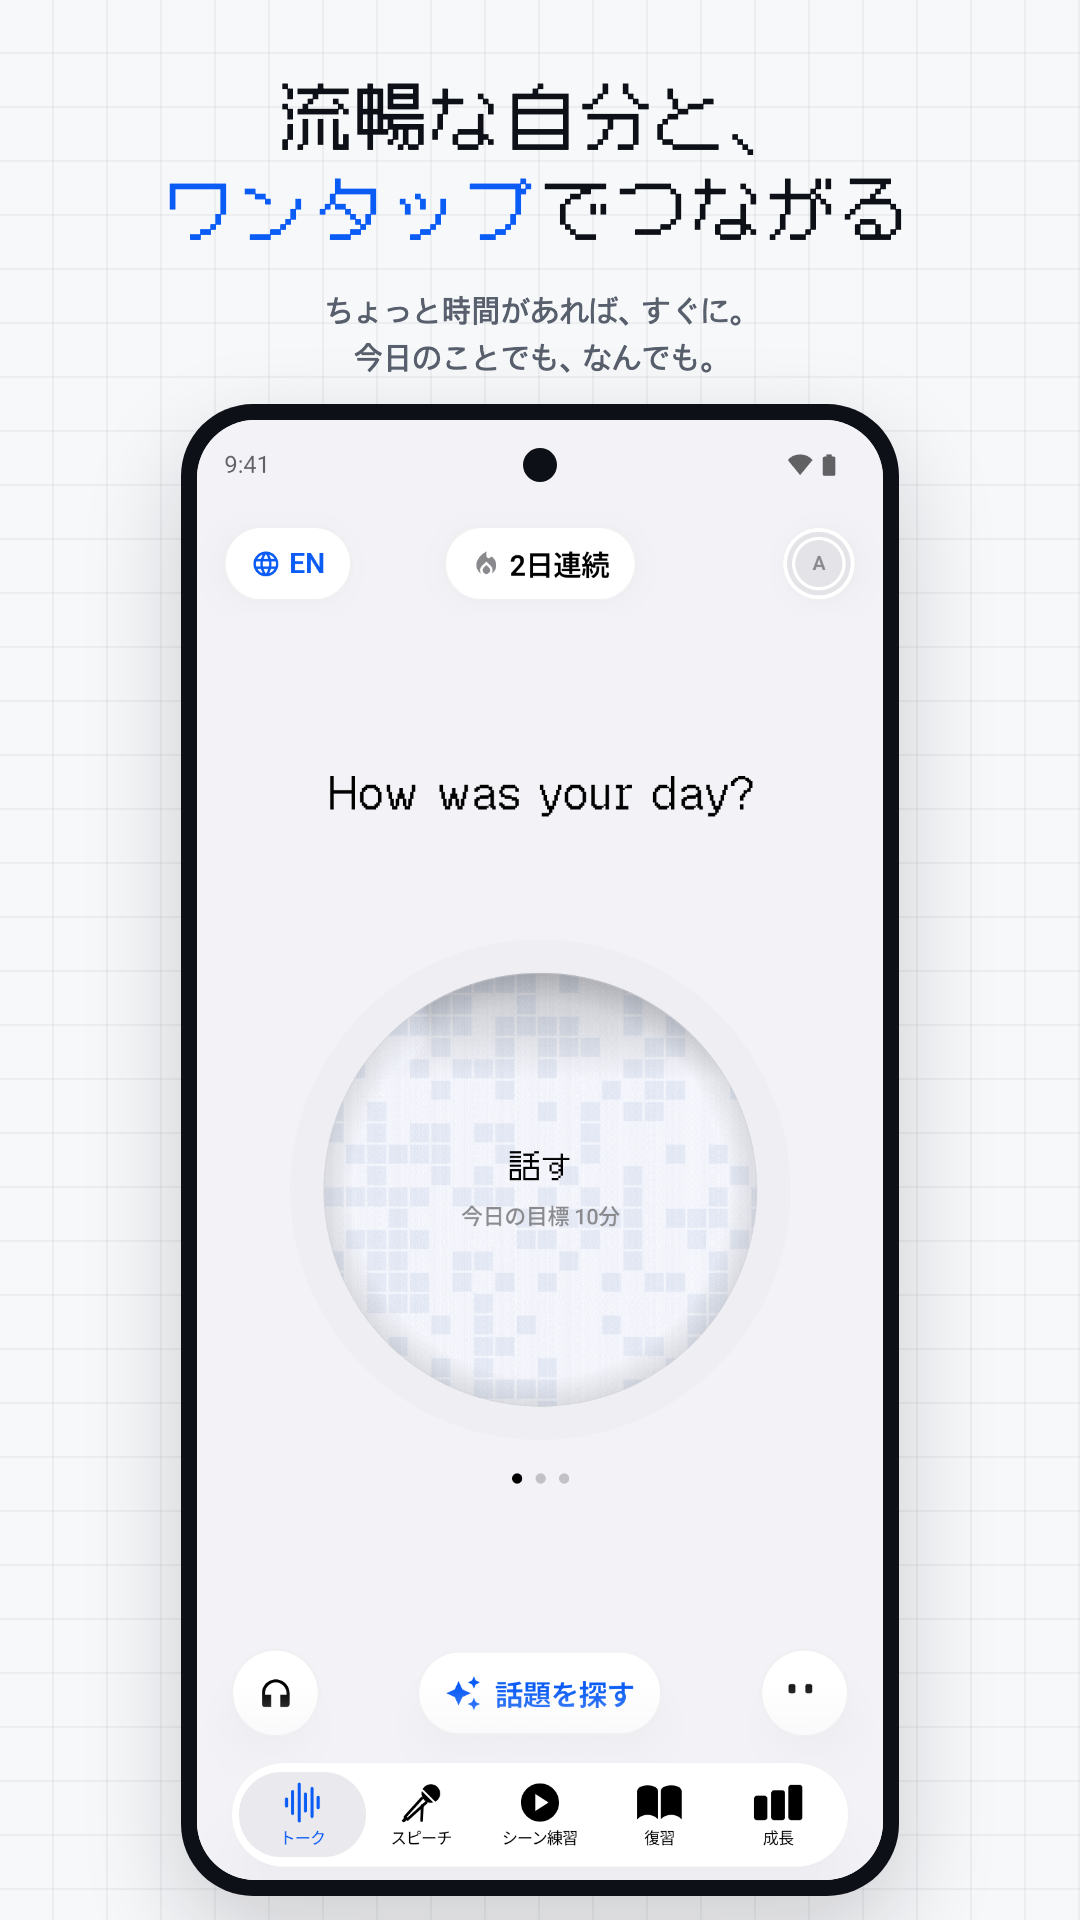 流暢な自分と、
ワンタップでつながる
ちょっと時間があれば、すぐに。
今日のことでも、なんでも。
9:41
EN
2日連続
A
How was your day?
話す
今日の目標 10分
話題を探す
トーク
スピーチ
シーン練習
復習
成長